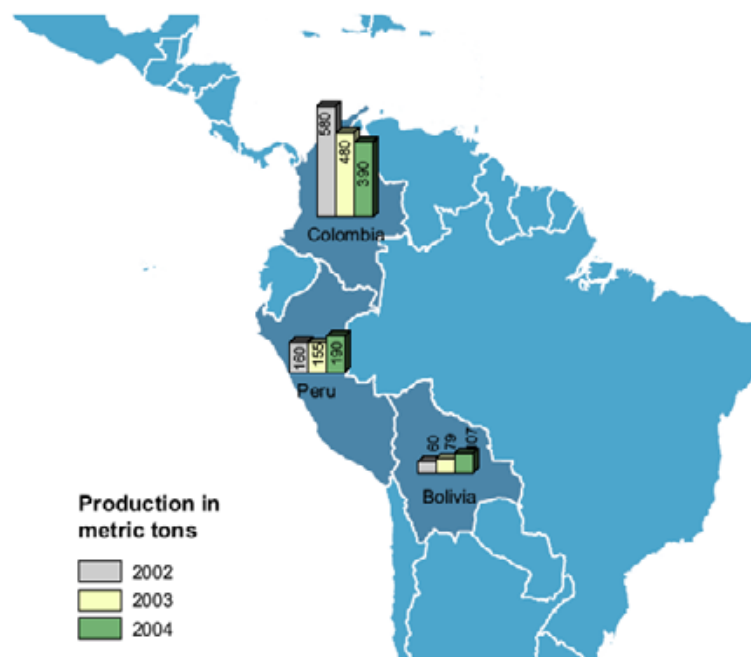 580
480
390
Colombia
160
155
190
Peru
60
79
107
Bolivia
Production in
metric tons
2002
2003
2004